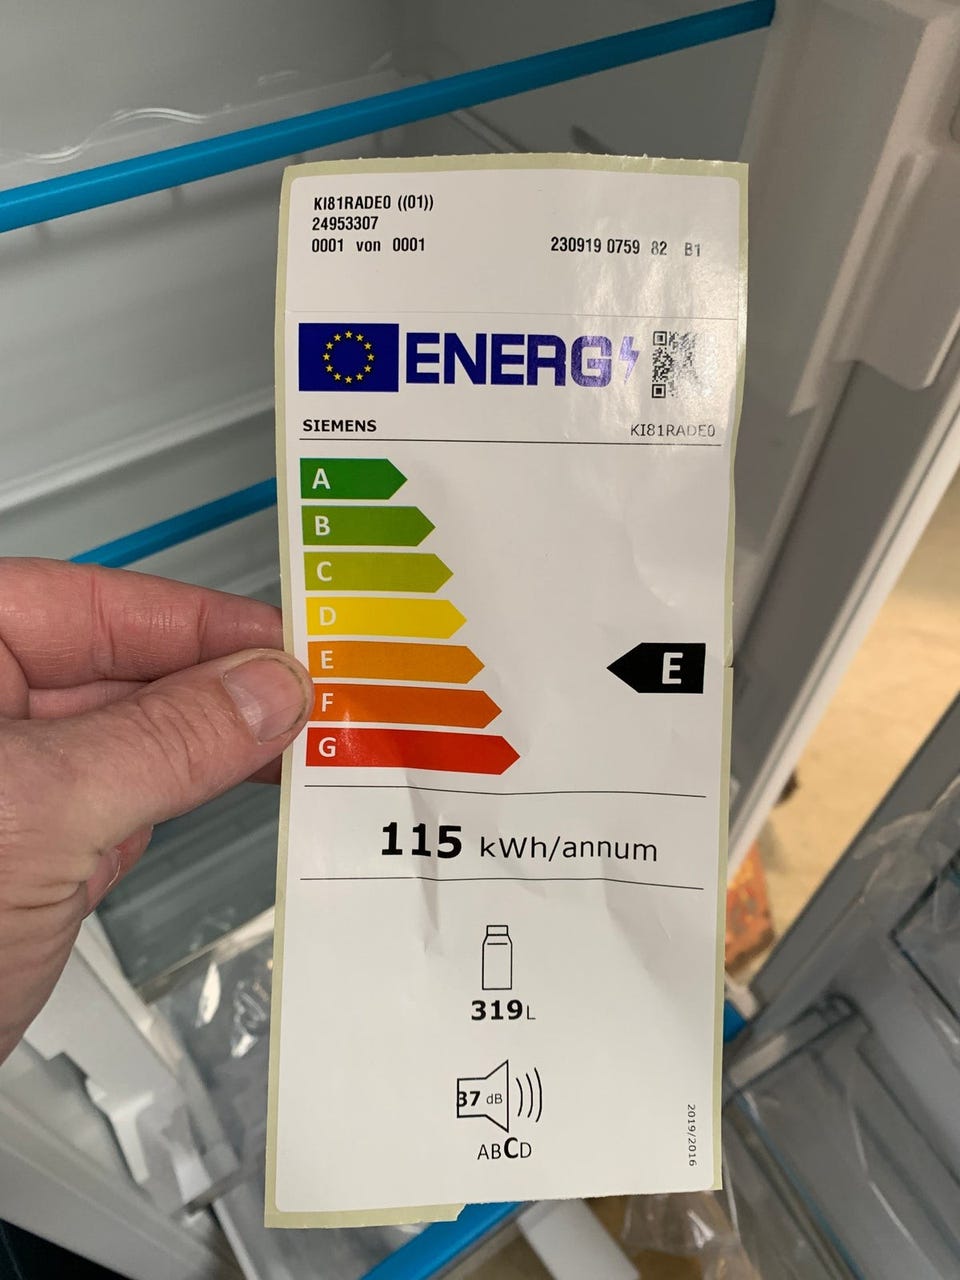 KI81RADE0 ((01))
24953307
0001 von 0001 230919 0759 82 B1
ENERG
SIEMENS KI81RADE0
A
B
C
D
E
E
F
G
115 kWh/annum
319L
37 dB
ABCD
2019/2016